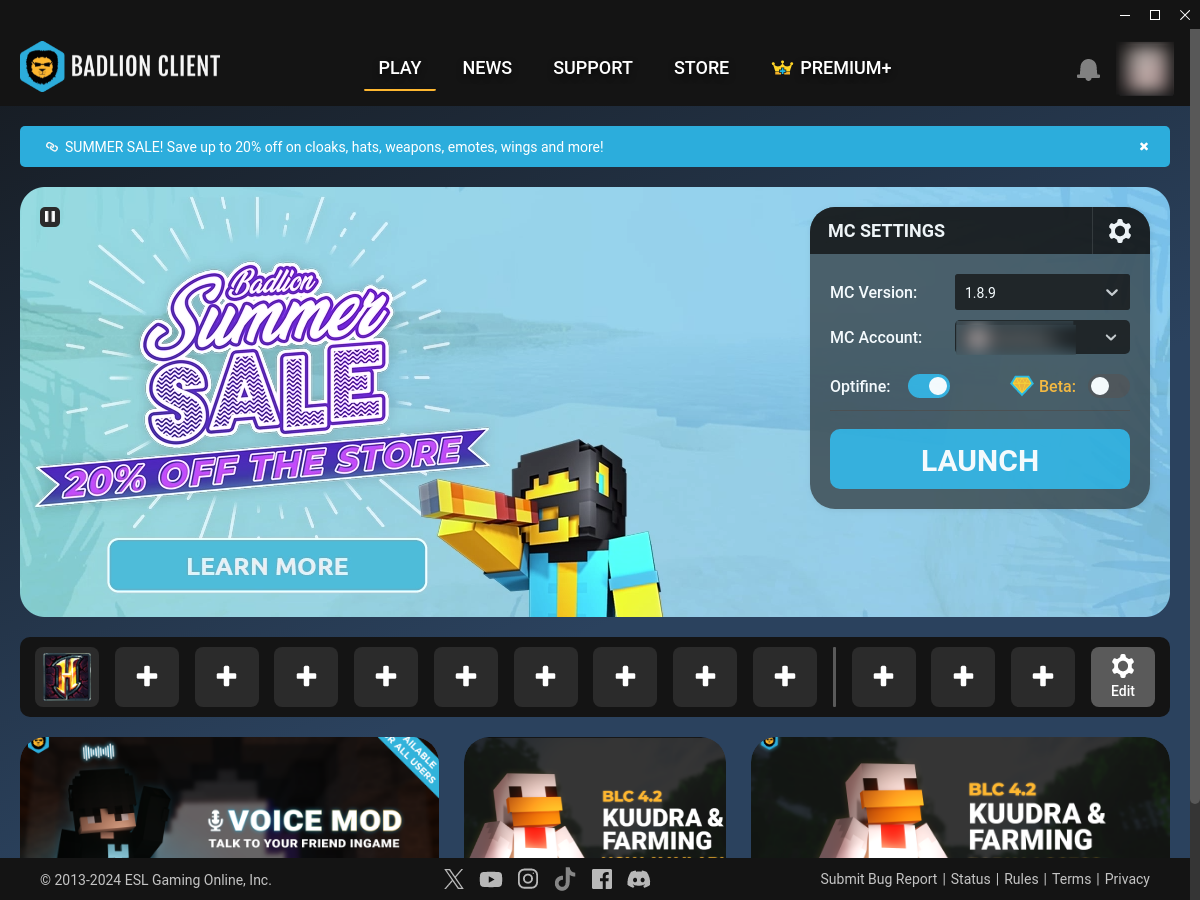 BADLION CLIENT
PLAY
NEWS
SUPPORT
STORE
PREMIUM+
SUMMER SALE! Save up to 20% off on cloaks, hats, weapons, emotes, wings and more!
Badlion
Summer
SALE
20% OFF THE STORE
LEARN MORE
MC SETTINGS
MC Version:
1.8.9
MC Account:
Optifine:
Beta:
LAUNCH
H
Edit
R ALL USERS
VOICE MOD
TALK TO YOUR FRIEND INGAME
BLC 4.2
KUUDRA &
FARMING
BLC 4.2
KUUDRA &
FARMING
© 2013-2024 ESL Gaming Online, Inc.
Submit Bug Report | Status | Rules | Terms | Privacy